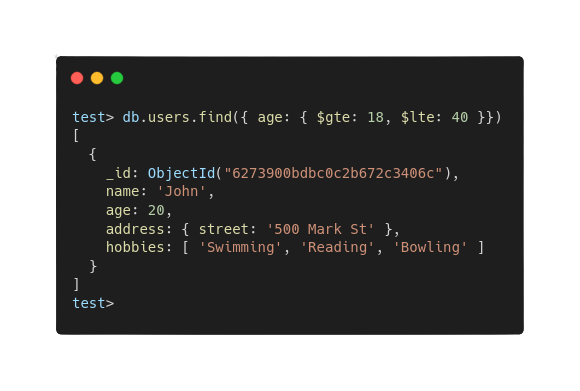 test> db.users.find({ age: { $gte: 18, $lte: 40 }})
[
  {
    _id: ObjectId("6273900bdbc0c2b672c3406c"),
    name: 'John',
    age: 20,
    address: { street: '500 Mark St' },
    hobbies: [ 'Swimming', 'Reading', 'Bowling' ]
  }
]
test>